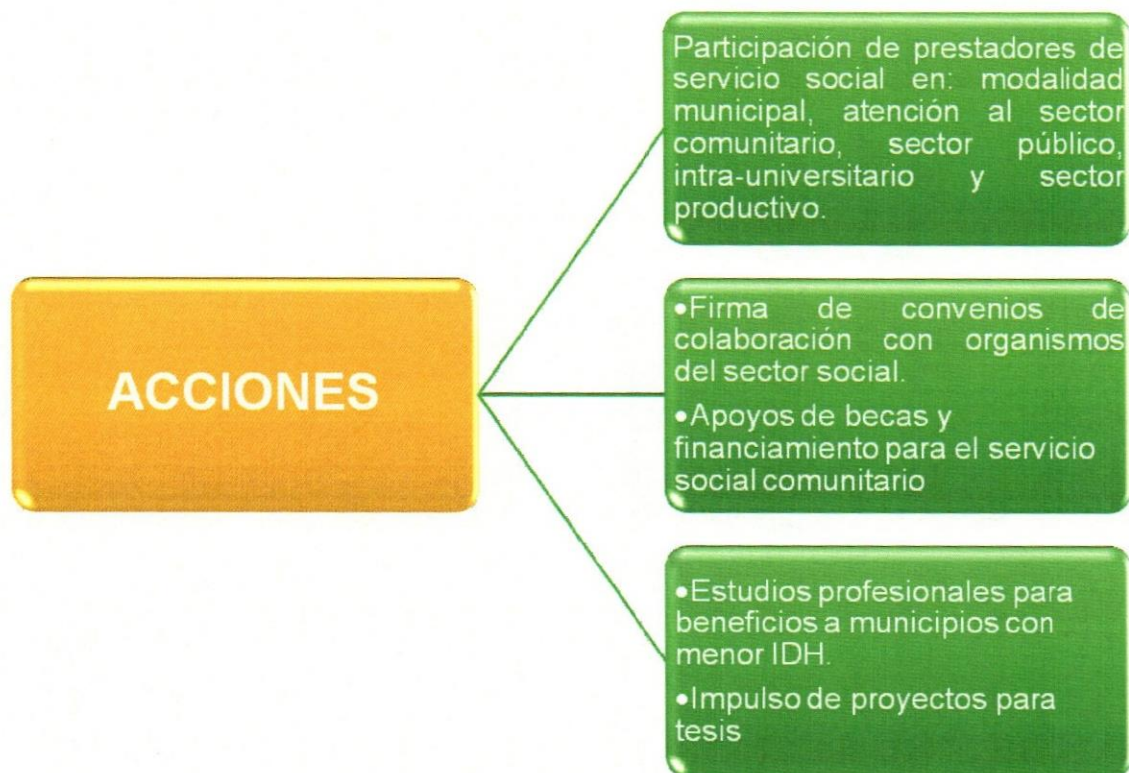 Participación de prestadores de
servicio social en: modalidad
municipal, atención al sector
comunitario, sector público,
intra-universitario y sector
productivo.
ACCIONES
•Firma de convenios de
colaboración con organismos
del sector social.
•Apoyos de becas y
financiamiento para el servicio
social comunitario
•Estudios profesionales para
beneficios a municipios con
menor IDH.
•Impulso de proyectos para
tesis